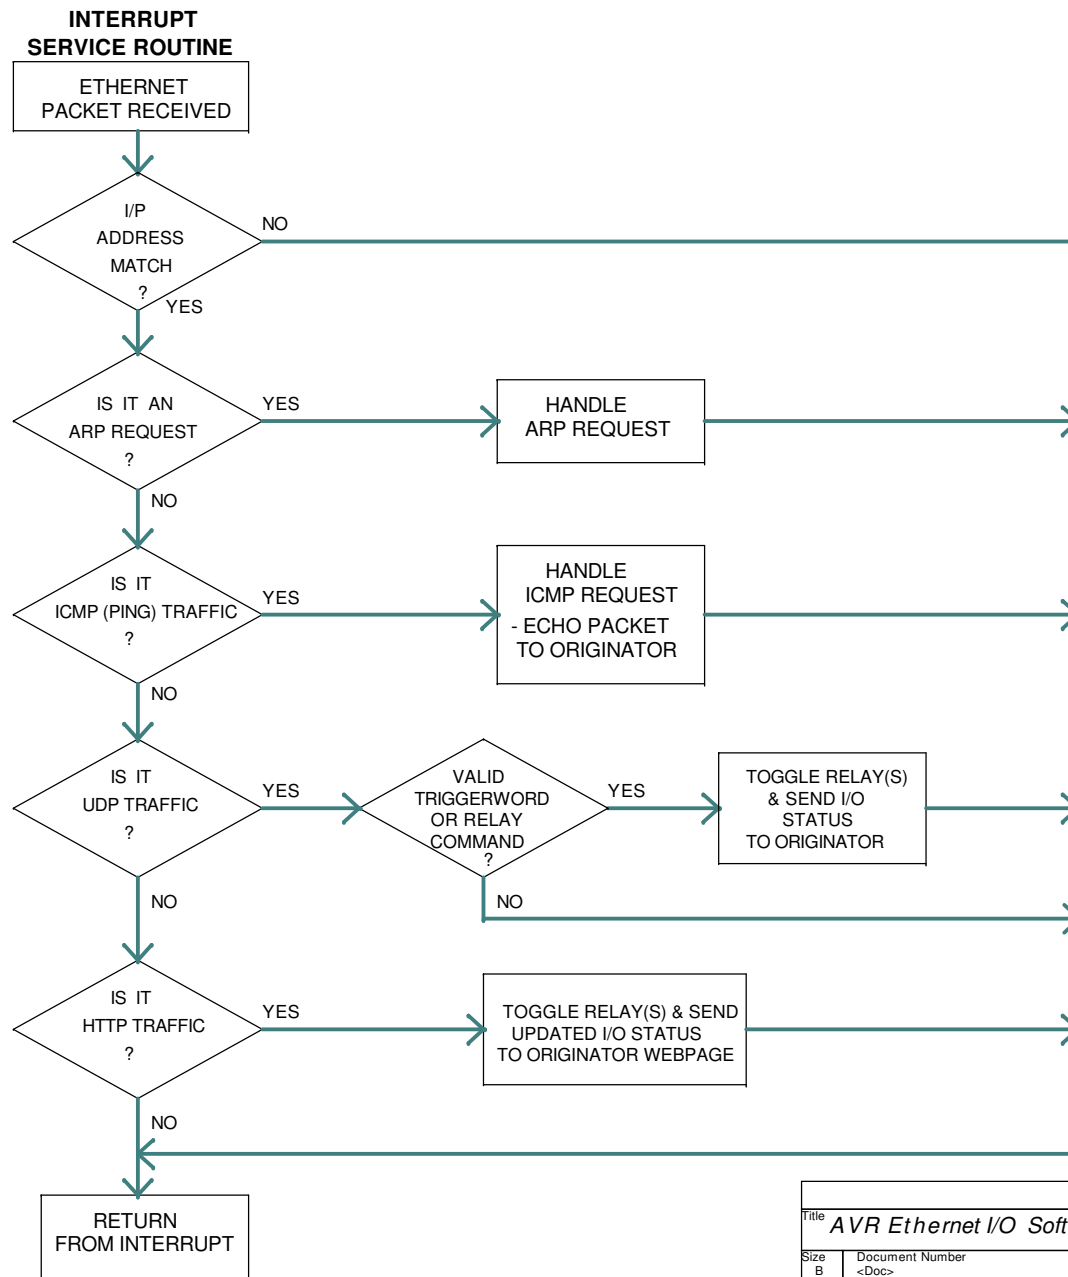 INTERRUPT
SERVICE ROUTINE
ETHERNET
PACKET RECEIVED
I/P
ADDRESS
MATCH
?
NO
YES
IS IT AN
ARP REQUEST
?
YES
HANDLE
ARP REQUEST
NO
IS IT
ICMP (PING) TRAFFIC
?
YES
HANDLE
ICMP REQUEST
- ECHO PACKET
TO ORIGINATOR
NO
IS IT
UDP TRAFFIC
?
YES
VALID
TRIGGERWORD
OR RELAY
COMMAND
?
YES
TOGGLE RELAY(S)
& SEND I/O
STATUS
TO ORIGINATOR
NO
NO
IS IT
HTTP TRAFFIC
?
YES
TOGGLE RELAY(S) & SEND
UPDATED I/O STATUS
TO ORIGINATOR WEBPAGE
NO
RETURN
FROM INTERRUPT
Title
AVR Ethernet I/O Soft
Size
B
Document Number
<Doc>